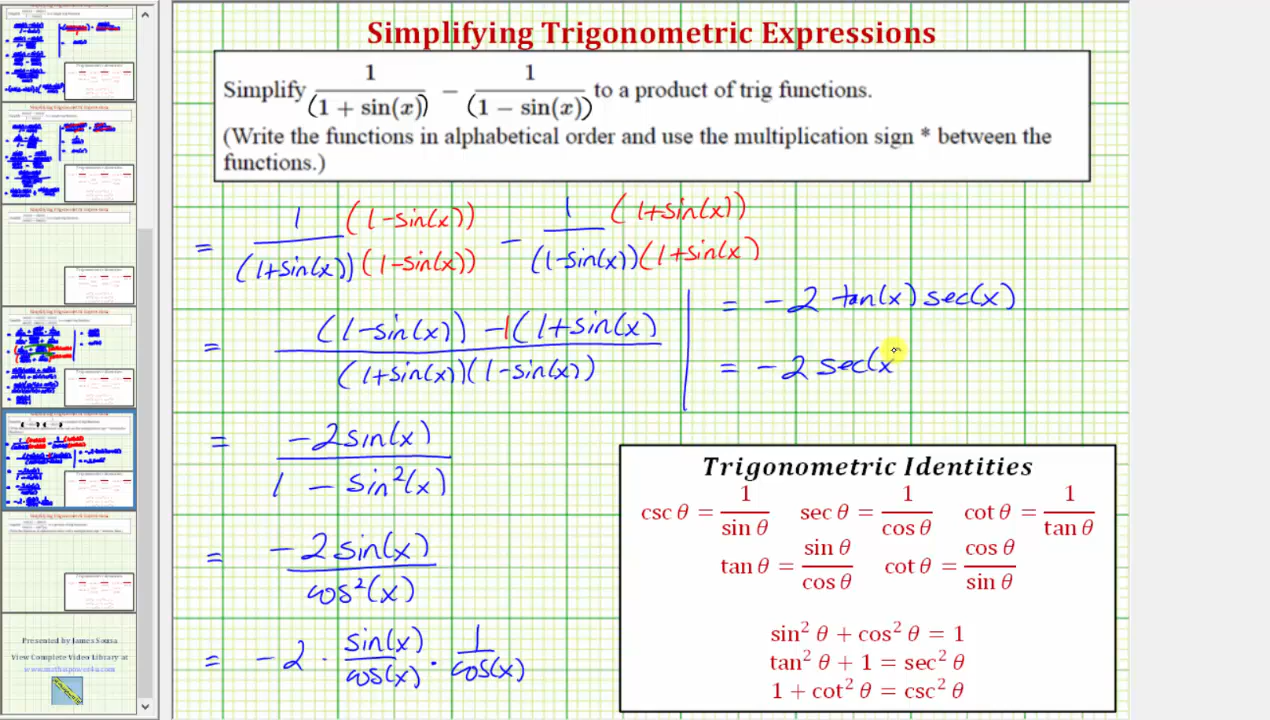 Simplifying Trigonometric Expressions
Simplify 1/(1 + sin(x)) − 1/(1 − sin(x)) to a product of trig functions.
(Write the functions in alphabetical order and use the multiplication sign * between the
functions.)
= 1/(1+sin(x)) (1-sin(x))/(1-sin(x)) - 1/(1-sin(x)) (1+sin(x))/(1+sin(x)
= (1-sin(x)) -1(1+sin(x)/(1+sin(x))(1-sin(x))
= -2sin(x)/1 - sin²(x)
= -2sin(x)/cos²(x)
= -2 · sin(x)/cos(x) · 1/cos(x)
= -2 tan(x) sec(x)
= -2 sec(x
Trigonometric Identities
csc θ = 1/sin θ sec θ = 1/cos θ cot θ = 1/tan θ
tan θ = sin θ/cos θ cot θ = cos θ/sin θ
sin² θ + cos² θ = 1
tan² θ + 1 = sec² θ
1 + cot² θ = csc² θ
Presented by James Sousa
View Complete Video Library at
www.mathispower4u.com